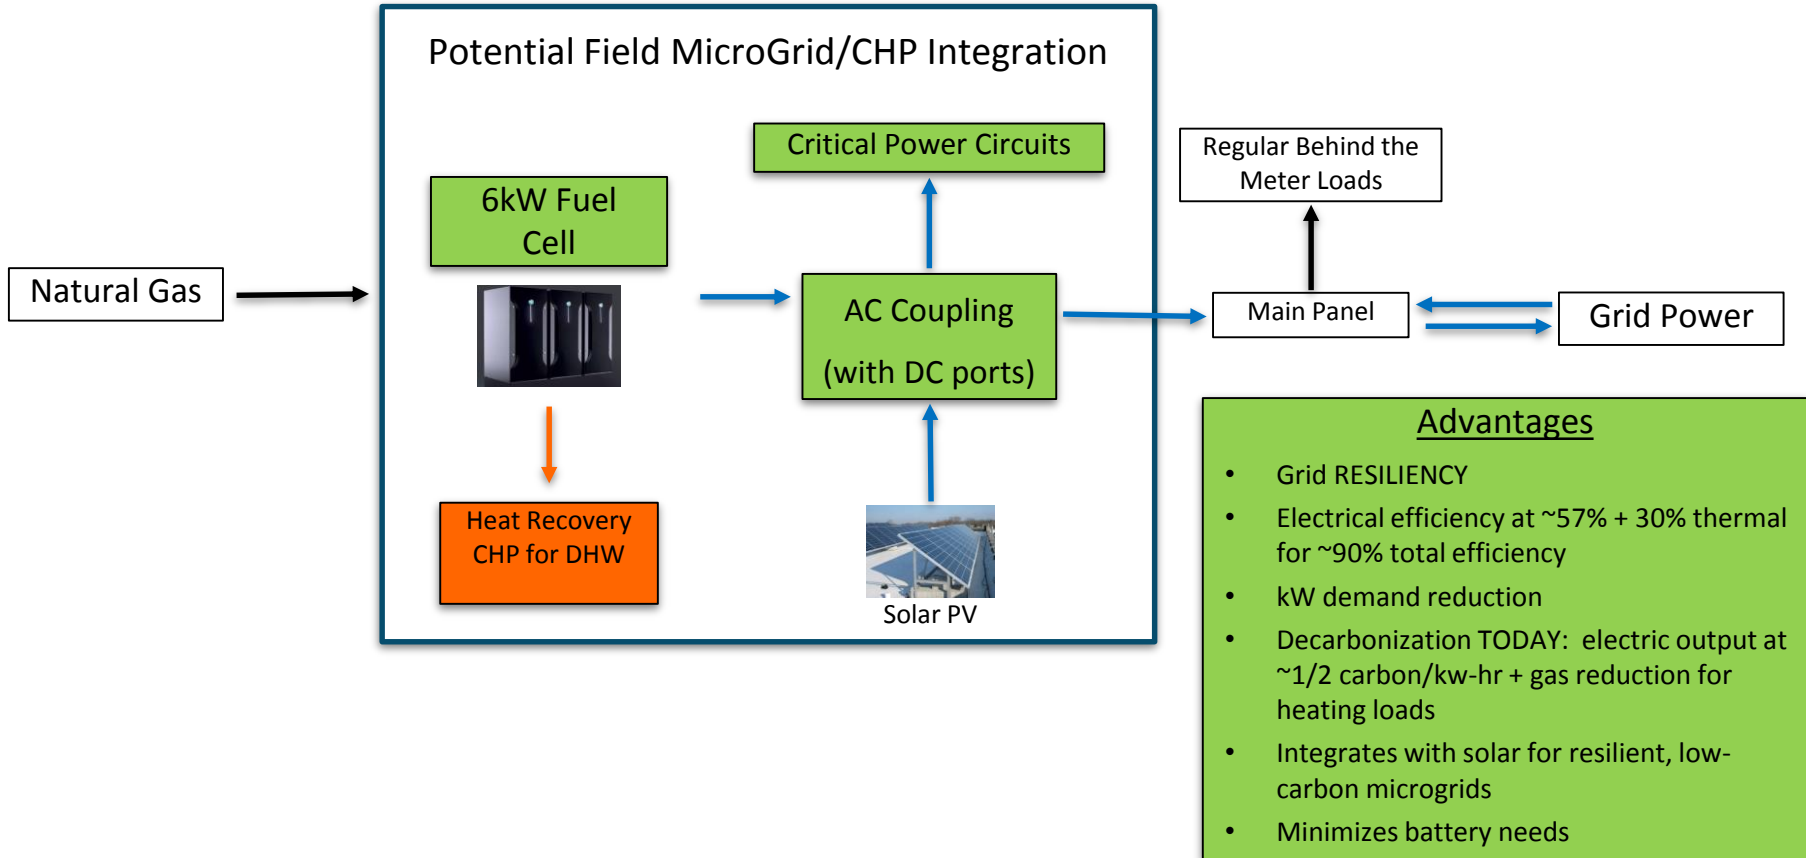 Potential Field MicroGrid/CHP Integration
Critical Power Circuits
Regular Behind the
Meter Loads
6kW Fuel
Cell
Natural Gas
AC Coupling
(with DC ports)
Main Panel
Grid Power
Heat Recovery
CHP for DHW
Solar PV
Advantages
• Grid RESILIENCY
• Electrical efficiency at ~57% + 30% thermal
for ~90% total efficiency
• kW demand reduction
• Decarbonization TODAY:  electric output at
~1/2 carbon/kw-hr + gas reduction for
heating loads
• Integrates with solar for resilient, low-
carbon microgrids
• Minimizes battery needs